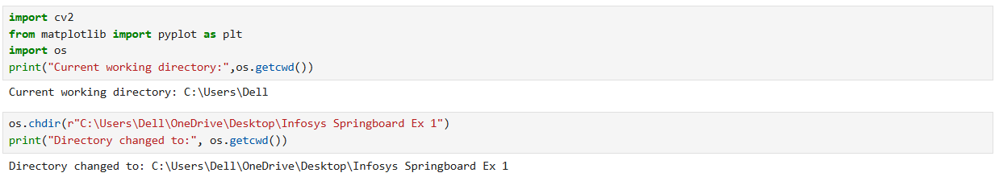 import cv2
from matplotlib import pyplot as plt
import os
print("Current working directory:",os.getcwd())
Current working directory: C:\Users\Dell
os.chdir(r"C:\Users\Dell\OneDrive\Desktop\Infosys Springboard Ex 1")
print("Directory changed to:", os.getcwd())
Directory changed to: C:\Users\Dell\OneDrive\Desktop\Infosys Springboard Ex 1